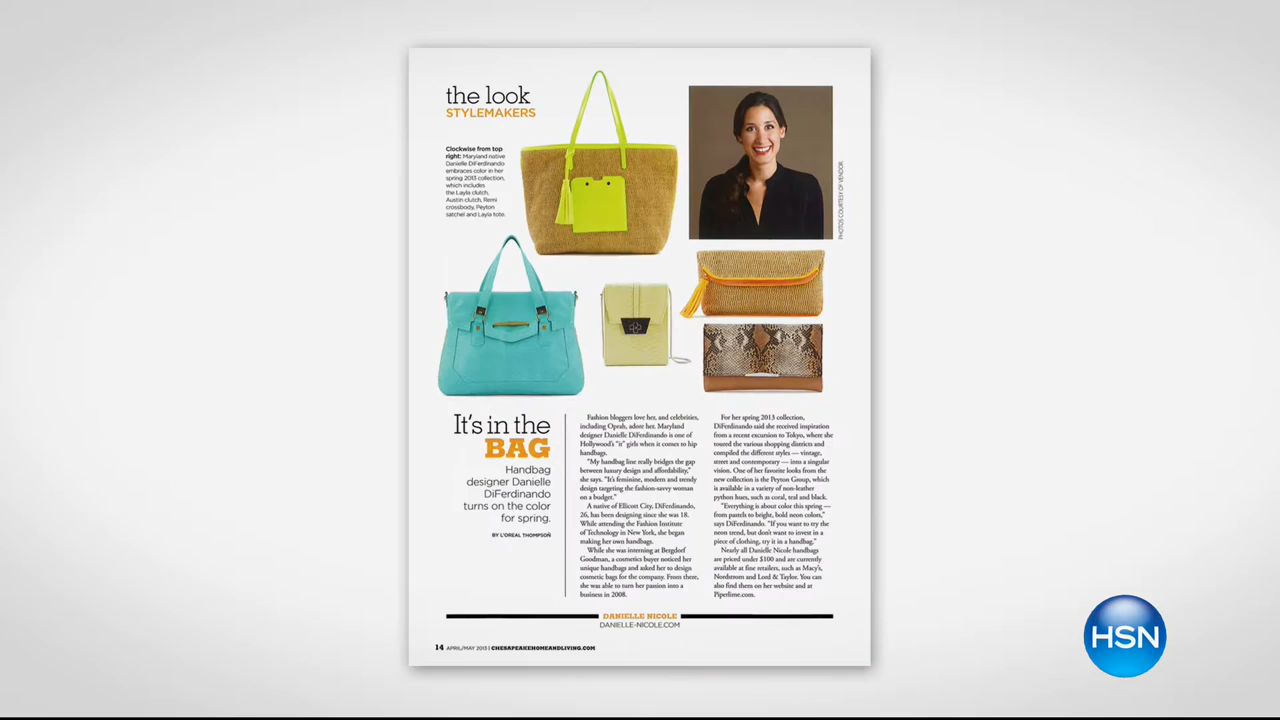 the look
STYLEMAKERS
Clockwise from top
right: Maryland native
Danielle DiFerdinando
embraces color in her
spring 2013 collection,
which includes
the Layla clutch,
Austin clutch, Remi
crossbody, Peyton
satchel and Layla tote.
PHOTOS COURTESY OF VENDOR
It's in the
BAG
Handbag
designer Danielle
DiFerdinando
turns on the color
for spring.
BY L'OREAL THOMPSON
Fashion bloggers love her, and celebrities,
including Oprah, adore her. Maryland
designer Danielle DiFerdinando is one of
Hollywood's "it" girls when it comes to hip
handbags.
"My handbag line really bridges the gap
between luxury design and affordability,"
she says. "It's feminine, modern and trendy
design targeting the fashion-savvy woman
on a budget."
A native of Ellicott City, DiFerdinando,
26, has been designing since she was 18.
While attending the Fashion Institute
of Technology in New York, she began
making her own handbags.
While she was interning at Bergdorf
Goodman, a cosmetics buyer noticed her
unique handbags and asked her to design
cosmetic bags for the company. From there,
she was able to turn her passion into a
business in 2008.
For her spring 2013 collection,
DiFerdinando said she received inspiration
from a recent excursion to Tokyo, where she
toured the various shopping districts and
compiled the different styles — vintage,
street and contemporary — into a singular
vision. One of her favorite looks from the
new collection is the Peyton Group, which
is available in a variety of non-leather
python hues, such as coral, teal and black.
"Everything is about color this spring —
from pastels to bright, bold neon colors,"
says DiFerdinando. "If you want to try the
neon trend, but don't want to invest in a
piece of clothing, try it in a handbag."
Nearly all Danielle Nicole handbags
are priced under $100 and are currently
available at fine retailers, such as Macy's,
Nordstrom and Lord & Taylor. You can
also find them on her website and at
Piperlime.com.
DANIELLE NICOLE
DANIELLE-NICOLE.COM
14 APRIL/MAY 2013 | CHESAPEAKEHOMEANDLIVING.COM
HSN